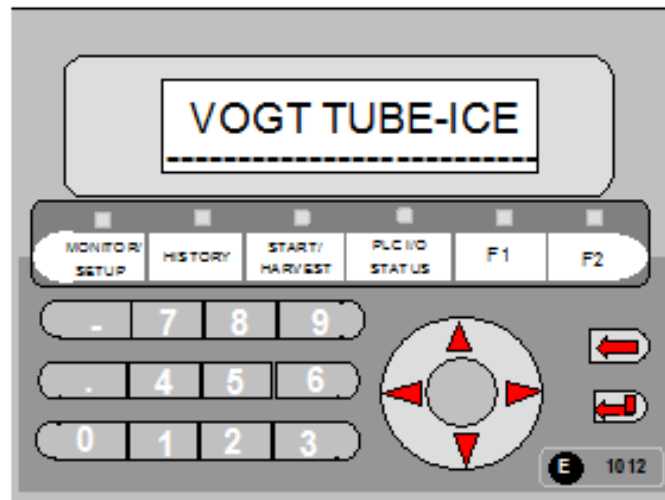 VOGT TUBE-ICE
MONITOR/ SETUP
HISTORY
START/ HARVEST
PLC I/O STATUS
F1
F2
- 7 8 9
. 4 5 6
0 1 2 3
E 1012